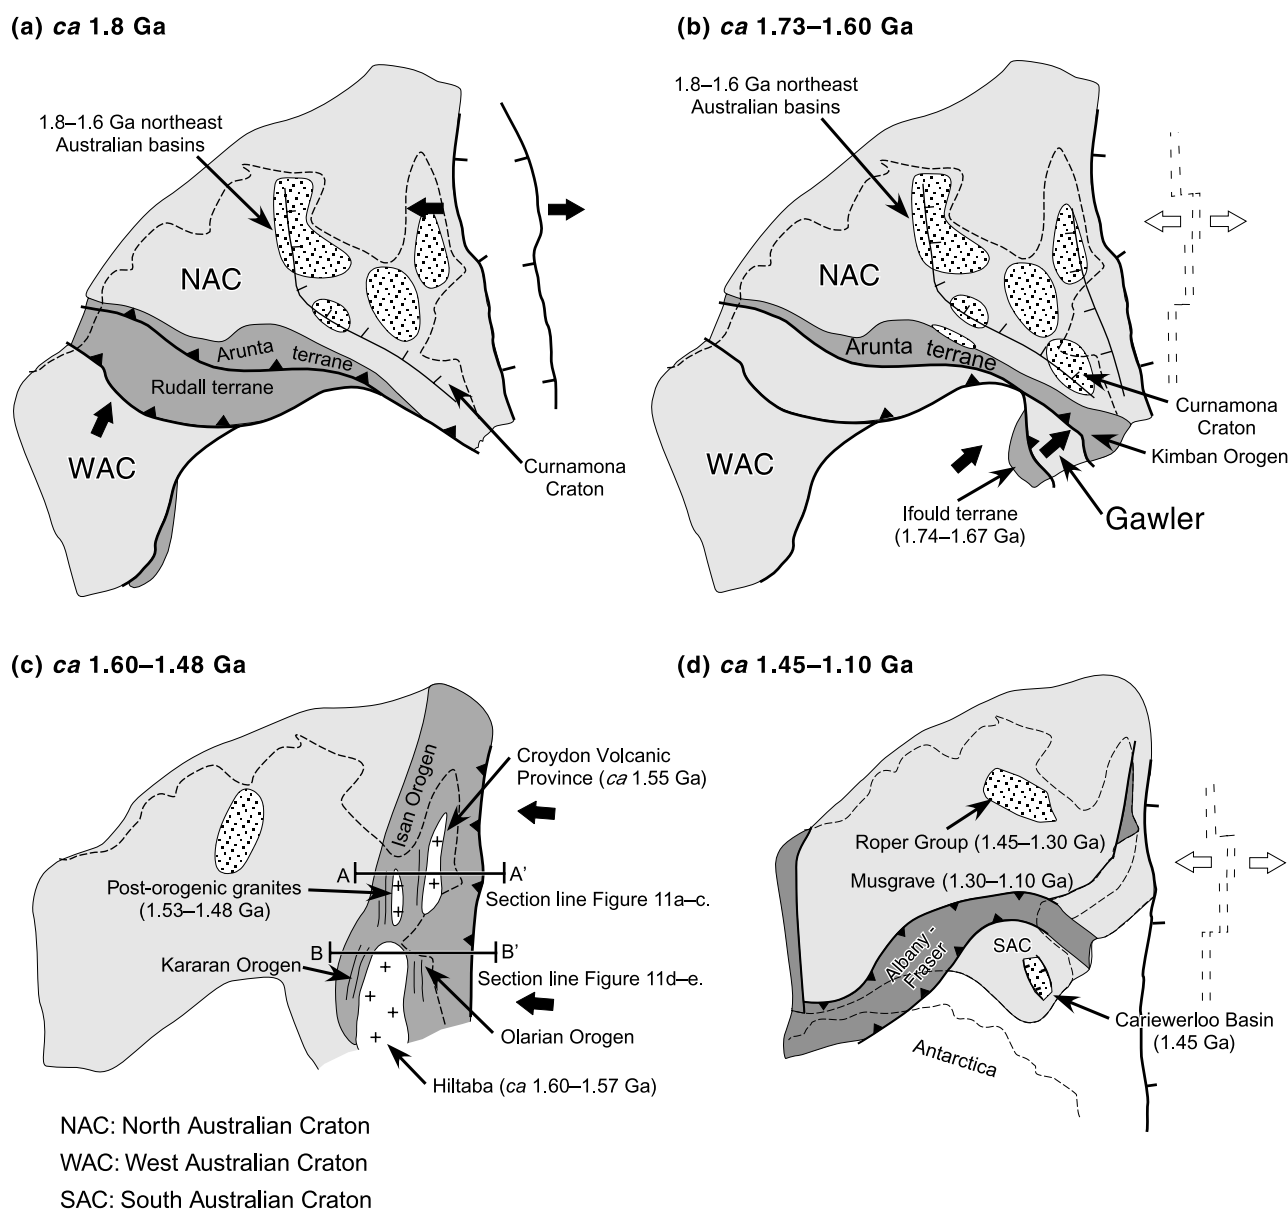 (a) ca 1.8 Ga
1.8–1.6 Ga northeast
Australian basins
NAC
Arunta terrane
Rudall terrane
WAC
Curnamona
Craton
(b) ca 1.73–1.60 Ga
1.8–1.6 Ga northeast
Australian basins
NAC
Arunta terrane
WAC
Curnamona
Craton
Kimban Orogen
Ifould terrane
(1.74–1.67 Ga)
Gawler
(c) ca 1.60–1.48 Ga
Isan Orogen
Croydon Volcanic
Province (ca 1.55 Ga)
A A'
Post-orogenic granites
(1.53–1.48 Ga)
Section line Figure 11a–c.
B B'
Kararan Orogen
Section line Figure 11d–e.
Olarian Orogen
Hiltaba (ca 1.60–1.57 Ga)
(d) ca 1.45–1.10 Ga
Roper Group (1.45–1.30 Ga)
Musgrave (1.30–1.10 Ga)
Albany -
Fraser
SAC
Cariewerloo Basin
(1.45 Ga)
Antarctica
NAC: North Australian Craton
WAC: West Australian Craton
SAC: South Australian Craton